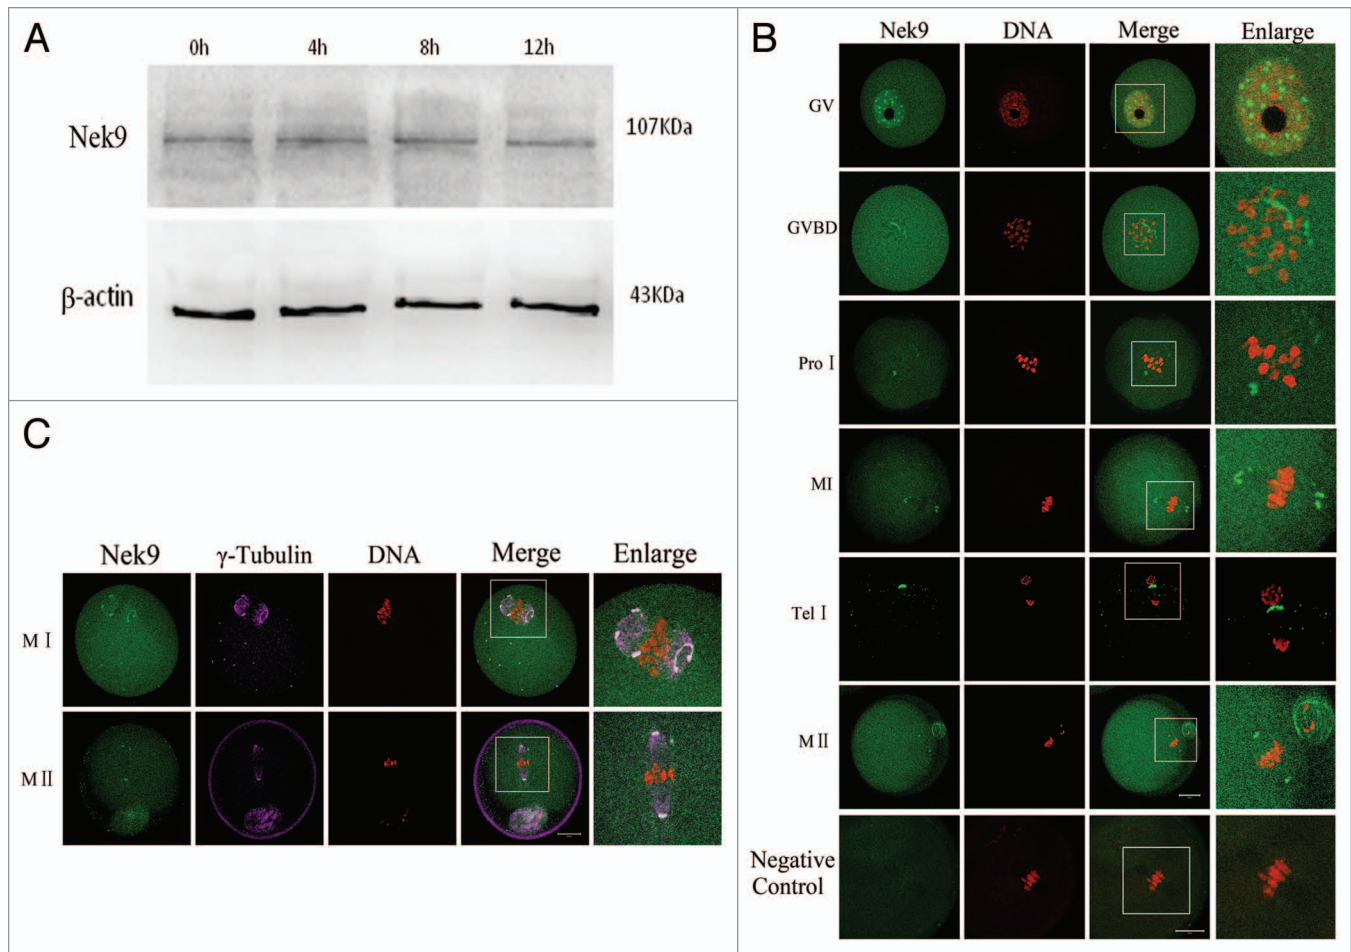 A
0h 4h 8h 12h
Nek9
107KDa
β-actin
43KDa
B
Nek9 DNA Merge Enlarge
GV
GVBD
Pro Ⅰ
MI
Tel Ⅰ
M Ⅱ
Negative
Control
C
Nek9 γ-Tubulin DNA Merge Enlarge
M Ⅰ
M Ⅱ